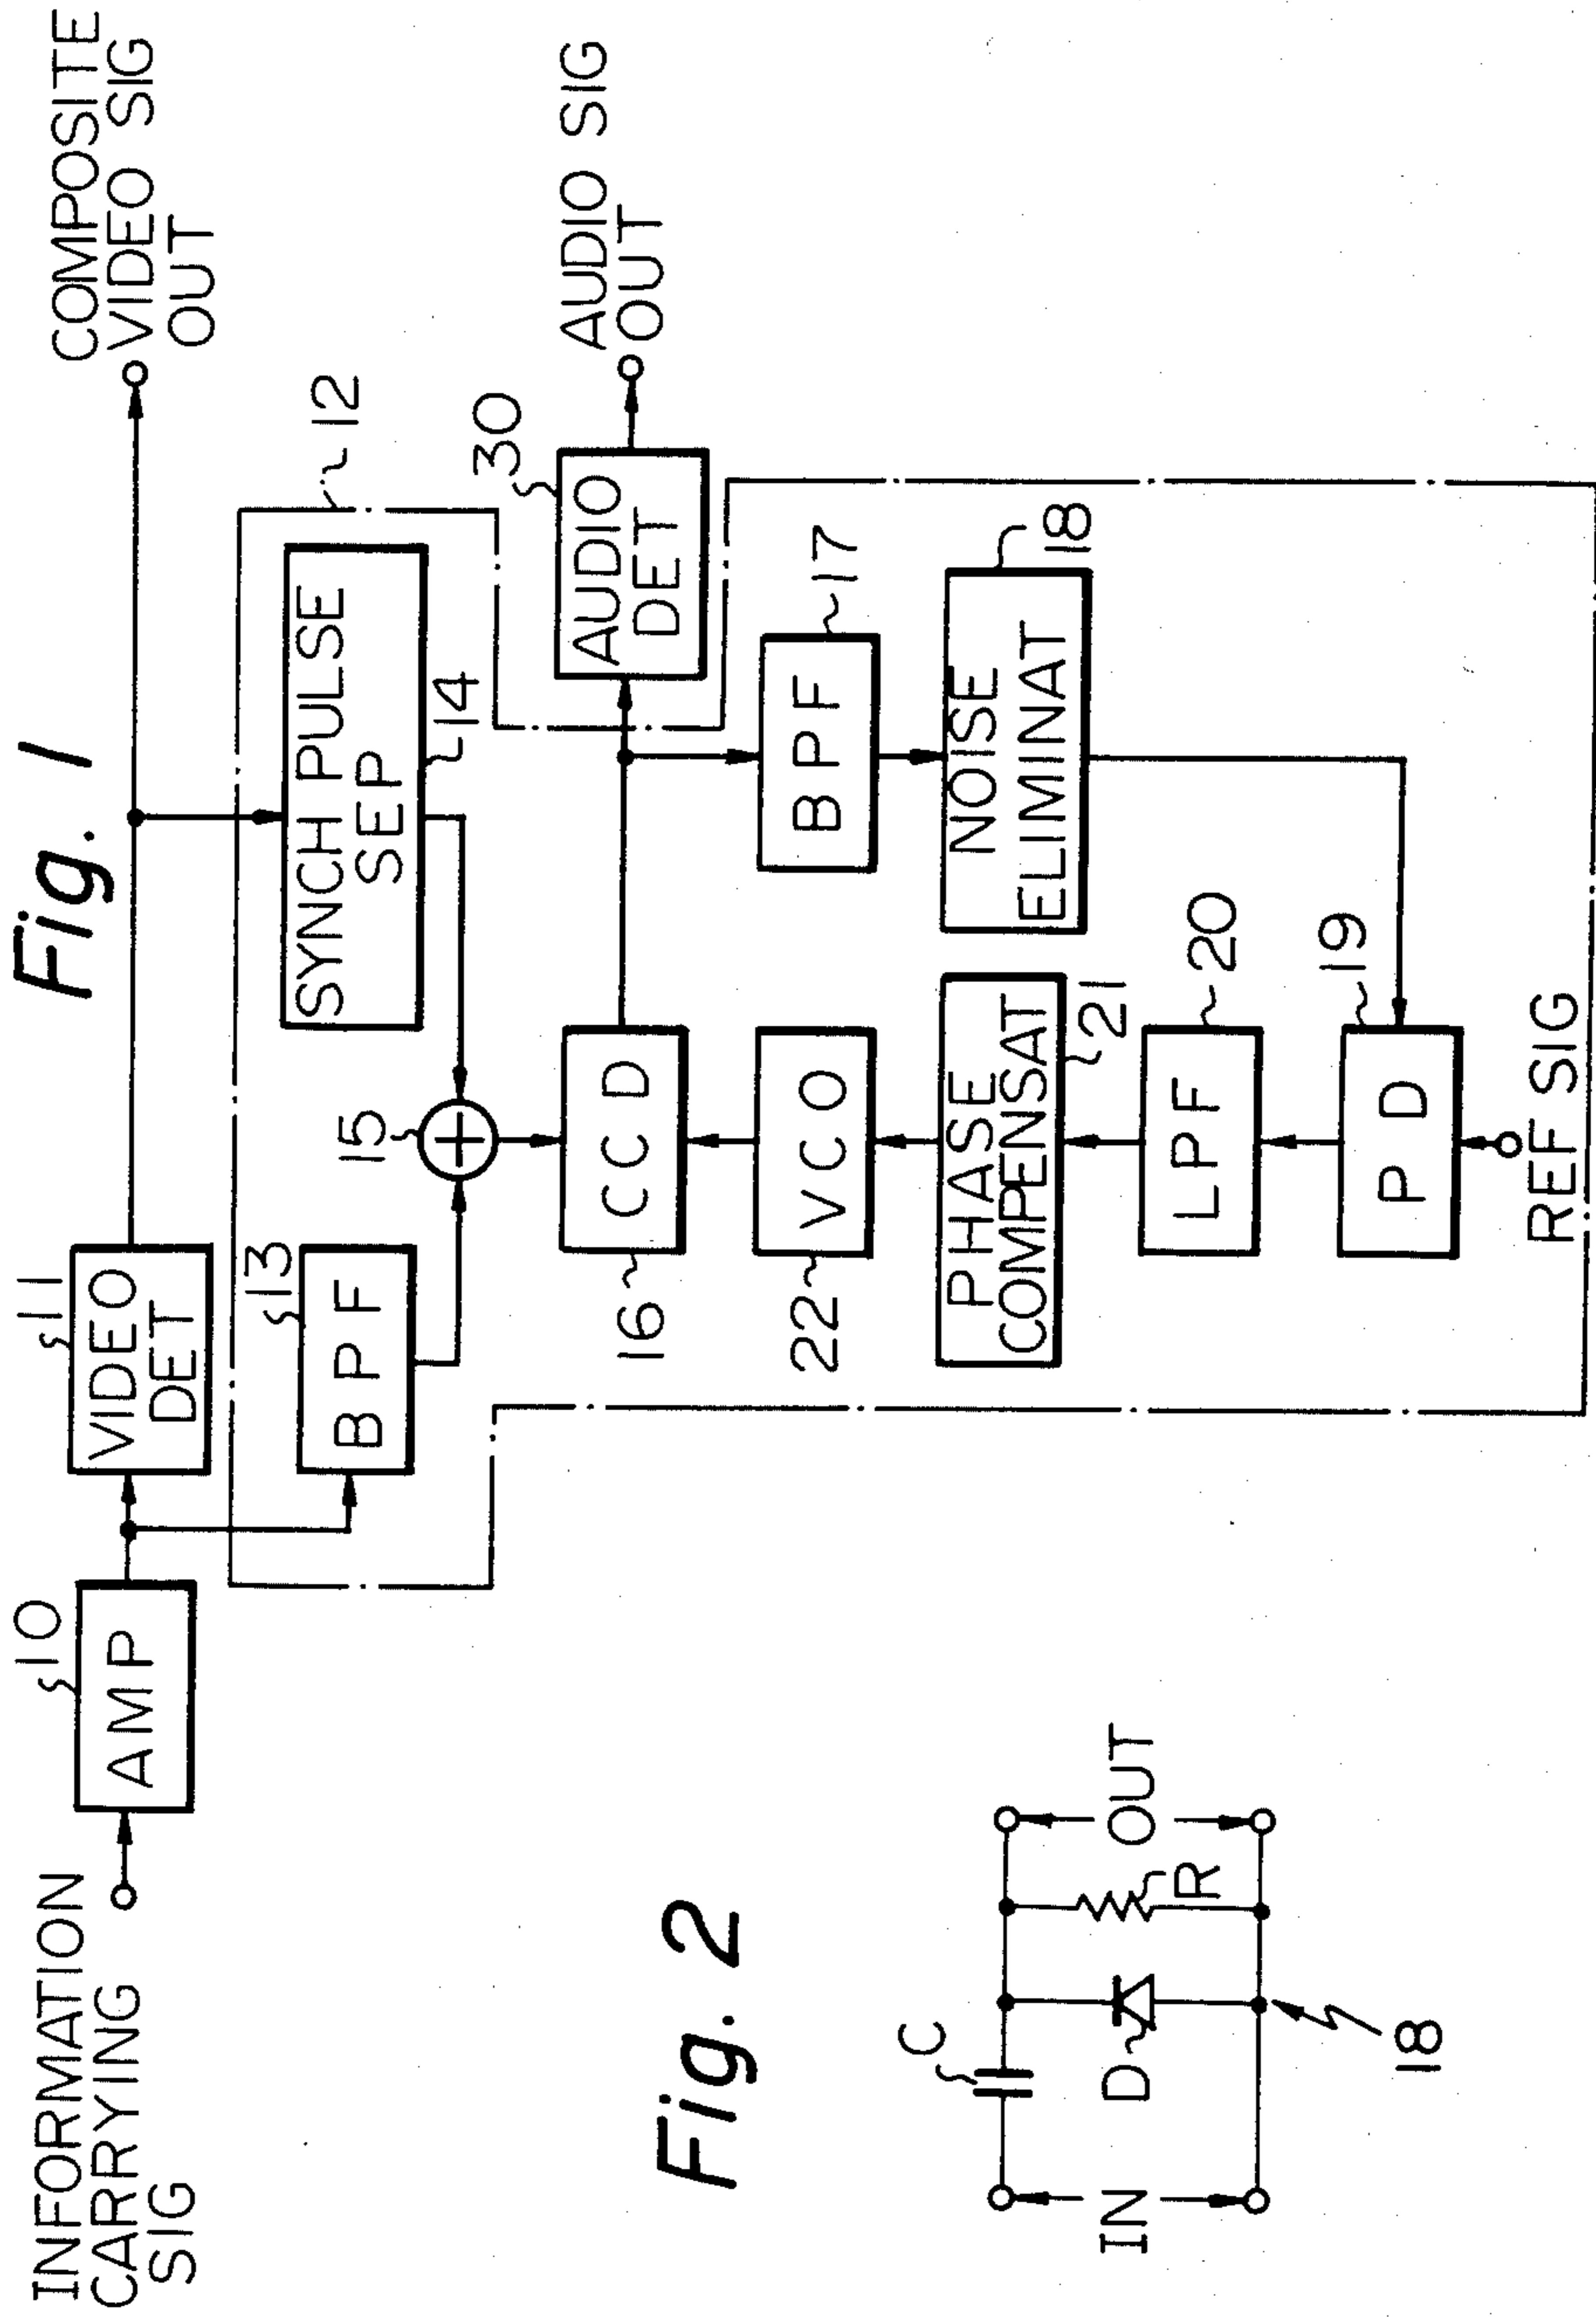 Fig. 1
INFORMATION
CARRYING
SIG
10
AMP
11
VIDEO
DET
COMPOSITE
VIDEO SIG
OUT
12
13
BPF
SYNCH PULSE
SEP
14
15
16
CCD
30
AUDIO
DET
AUDIO SIG
OUT
22
VCO
BPF
17
PHASE
COMPENSAT
21
NOISE
ELIMINAT
18
LPF
20
PD
19
REF SIG
Fig. 2
C
IN
D
R
OUT
18